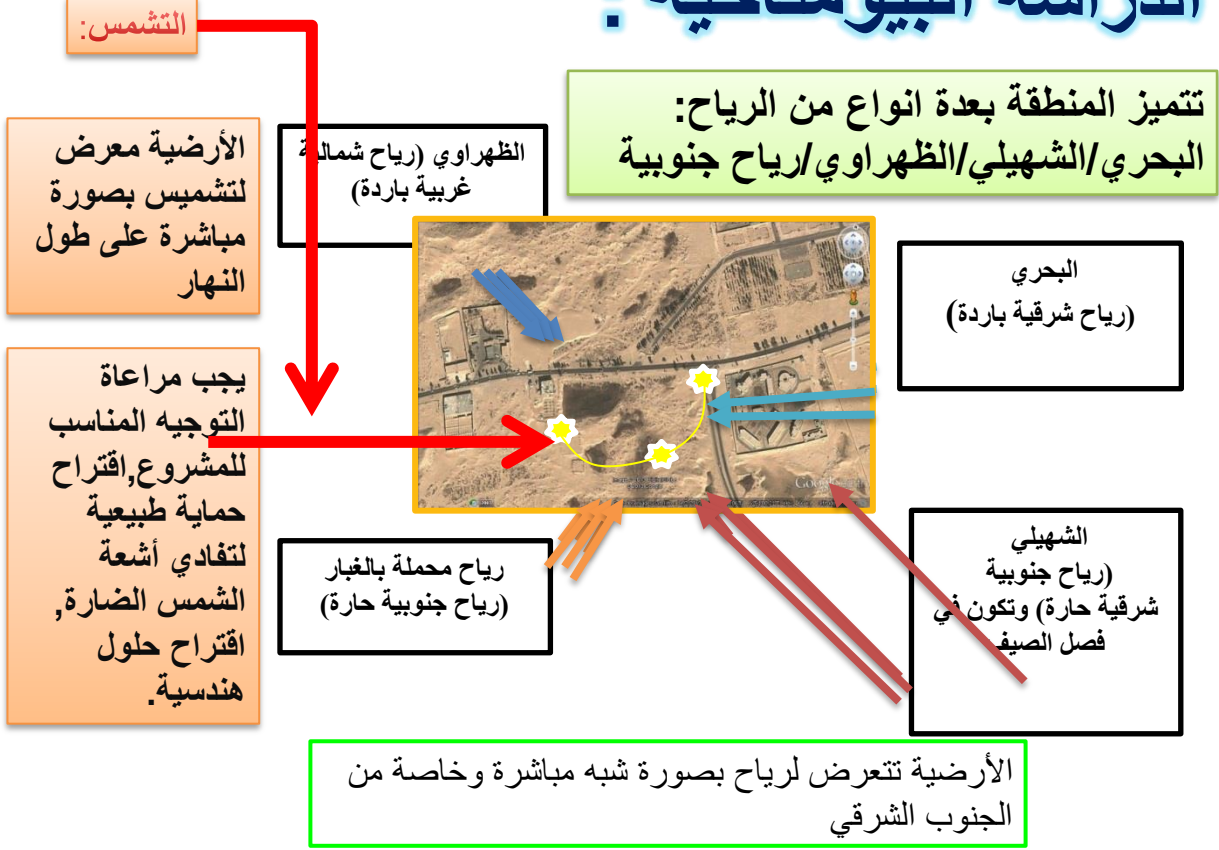 التشمس:
تتميز المنطقة بعدة انواع من الرياح:
البحري/الشهيلي/الظهراوي/رياح جنوبية
الأرضية معرض
لتشميس بصورة
مباشرة على طول
النهار
الظهراوي (رياح شمالية
غربية باردة)
البحري
(رياح شرقية باردة)
يجب مراعاة
التوجيه المناسب
للمشروع,اقتراح
حماية طبيعية
لتفادي أشعة
الشمس الضارة,
اقتراح حلول
هندسية.
رياح محملة بالغبار
(رياح جنوبية حارة)
الشهيلي
(رياح جنوبية
شرقية حارة) وتكون في
فصل الصيف
الأرضية تتعرض لرياح بصورة شبه مباشرة وخاصة من
الجنوب الشرقي